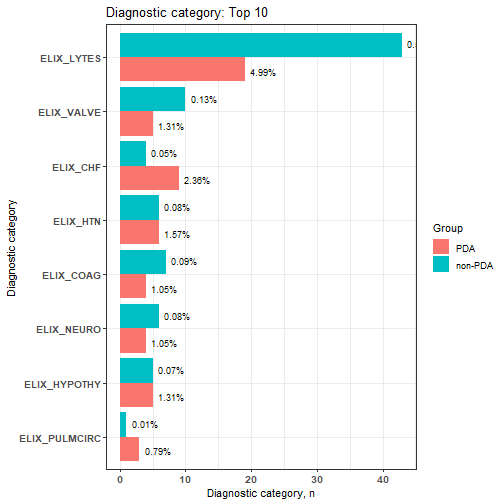 Diagnostic category: Top 10
ELIX_LYTES
4.99%
ELIX_VALVE
0.13%
1.31%
ELIX_CHF
0.05%
2.36%
ELIX_HTN
0.08%
1.57%
ELIX_COAG
0.09%
1.05%
ELIX_NEURO
0.08%
1.05%
ELIX_HYPOTHY
0.07%
1.31%
ELIX_PULMCIRC
0.01%
0.79%
Diagnostic category
0 10 20 30 40
Diagnostic category, n
Group
PDA
non-PDA